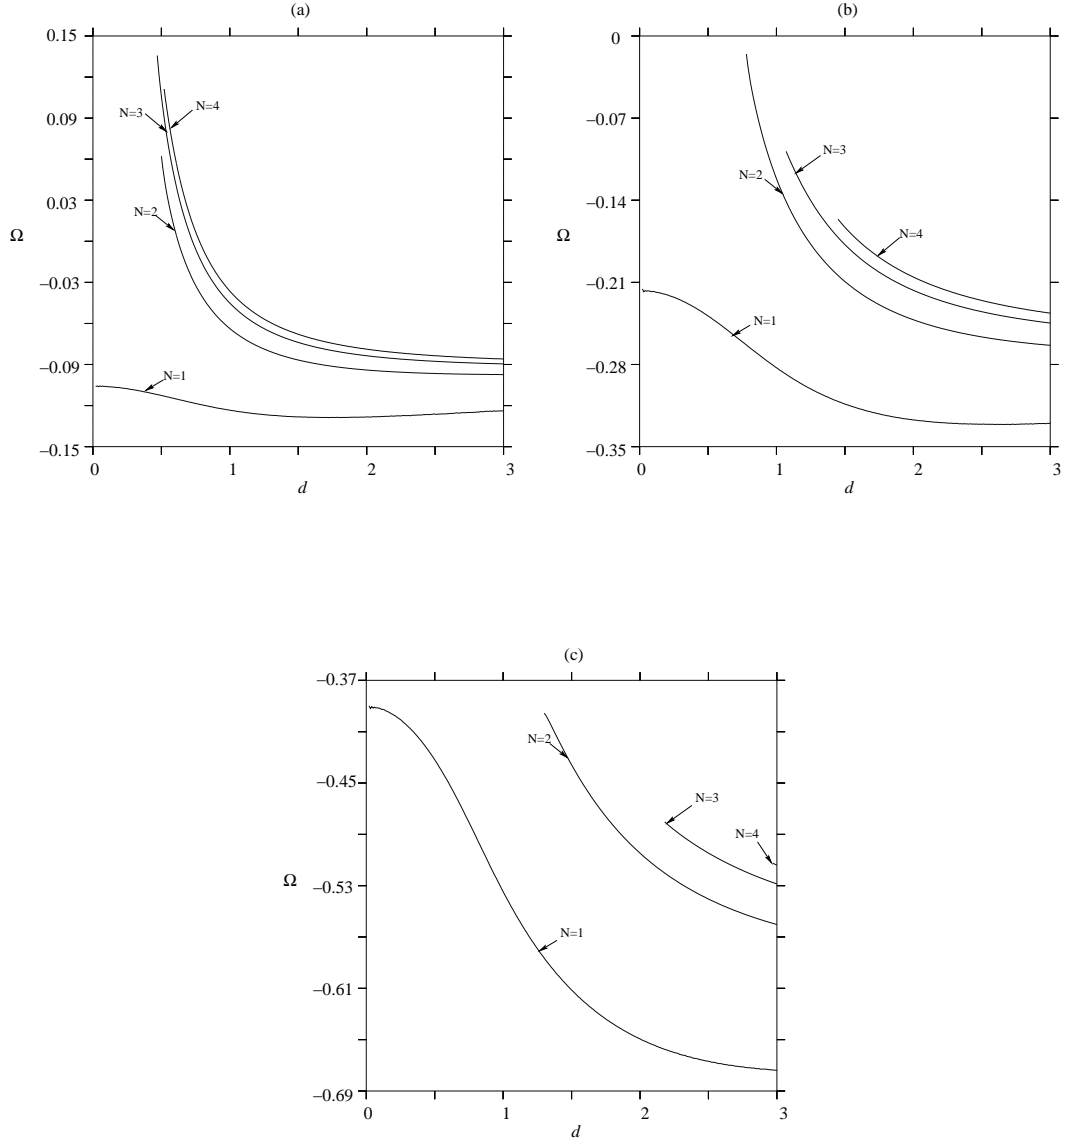 (a)
0.15
0.09
0.03
−0.03
−0.09
−0.15
Ω
N=3
N=4
N=2
N=1
0 1 2 3
d
(b)
0
−0.07
−0.14
−0.21
−0.28
−0.35
Ω
N=3
N=2
N=4
N=1
0 1 2 3
d
(c)
−0.37
−0.45
−0.53
−0.61
−0.69
Ω
N=2
N=3
N=4
N=1
0 1 2 3
d